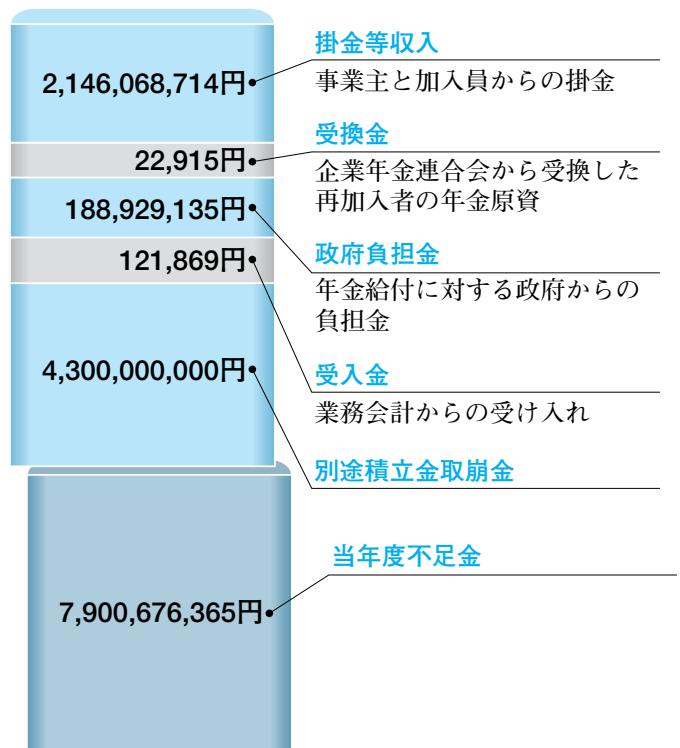 2,146,068,714円
掛金等収入
事業主と加入員からの掛金
22,915円
受換金
企業年金連合会から受換した
再加入者の年金原資
188,929,135円
政府負担金
年金給付に対する政府からの
負担金
121,869円
受入金
業務会計からの受け入れ
4,300,000,000円
別途積立金取崩金
7,900,676,365円
当年度不足金